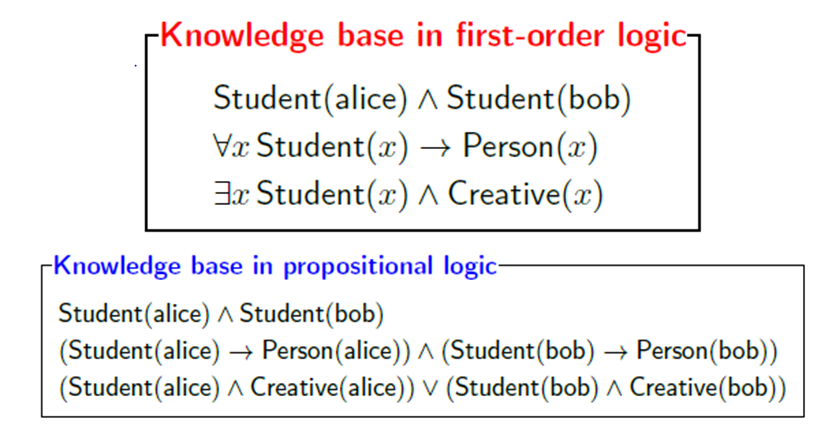 Knowledge base in first-order logic
Student(alice) ∧ Student(bob)
∀x Student(x) → Person(x)
∃x Student(x) ∧ Creative(x)
Knowledge base in propositional logic
Student(alice) ∧ Student(bob)
(Student(alice) → Person(alice)) ∧ (Student(bob) → Person(bob))
(Student(alice) ∧ Creative(alice)) ∨ (Student(bob) ∧ Creative(bob))